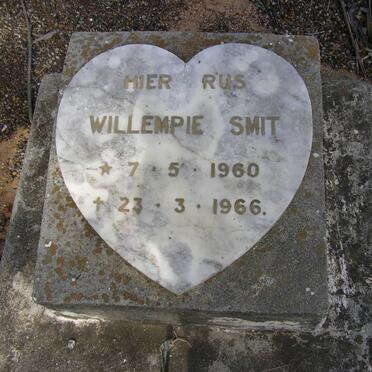 HIER RUS
WILLEMPIE SMIT
★ 7 · 5 · 1960
✝ 23 · 3 · 1966.